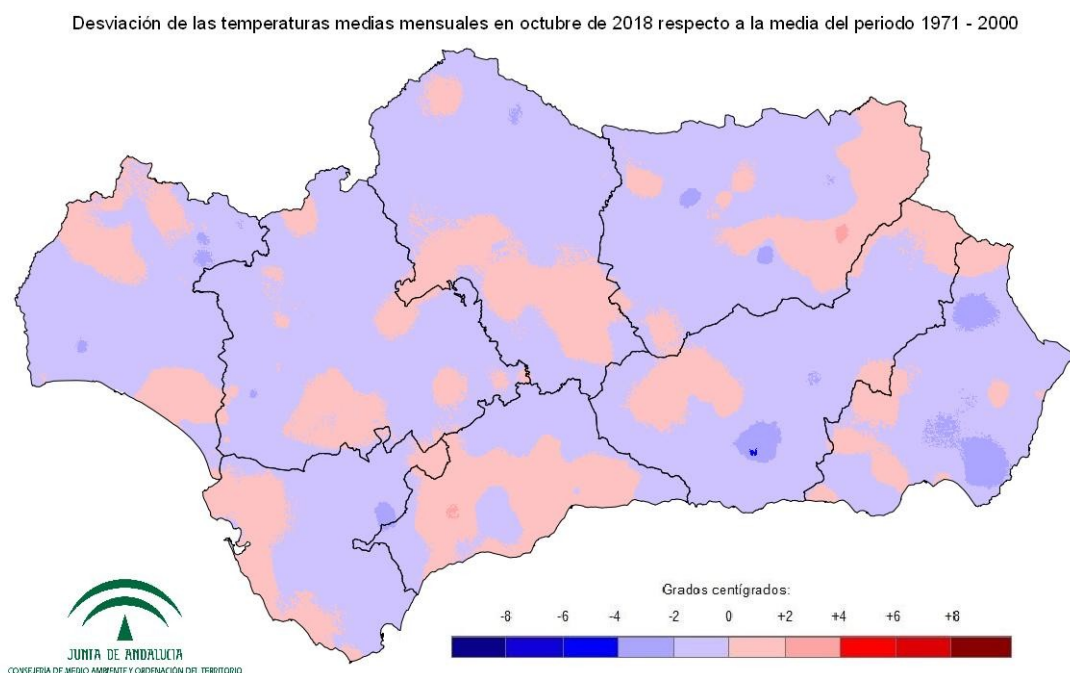 Desviación de las temperaturas medias mensuales en octubre de 2018 respecto a la media del periodo 1971 - 2000
Grados centígrados:
-8 -6 -4 -2 0 +2 +4 +6 +8
JUNTA DE ANDALUCIA
CONSEJERÍA DE MEDIO AMBIENTE Y ORDENACIÓN DEL TERRITORIO